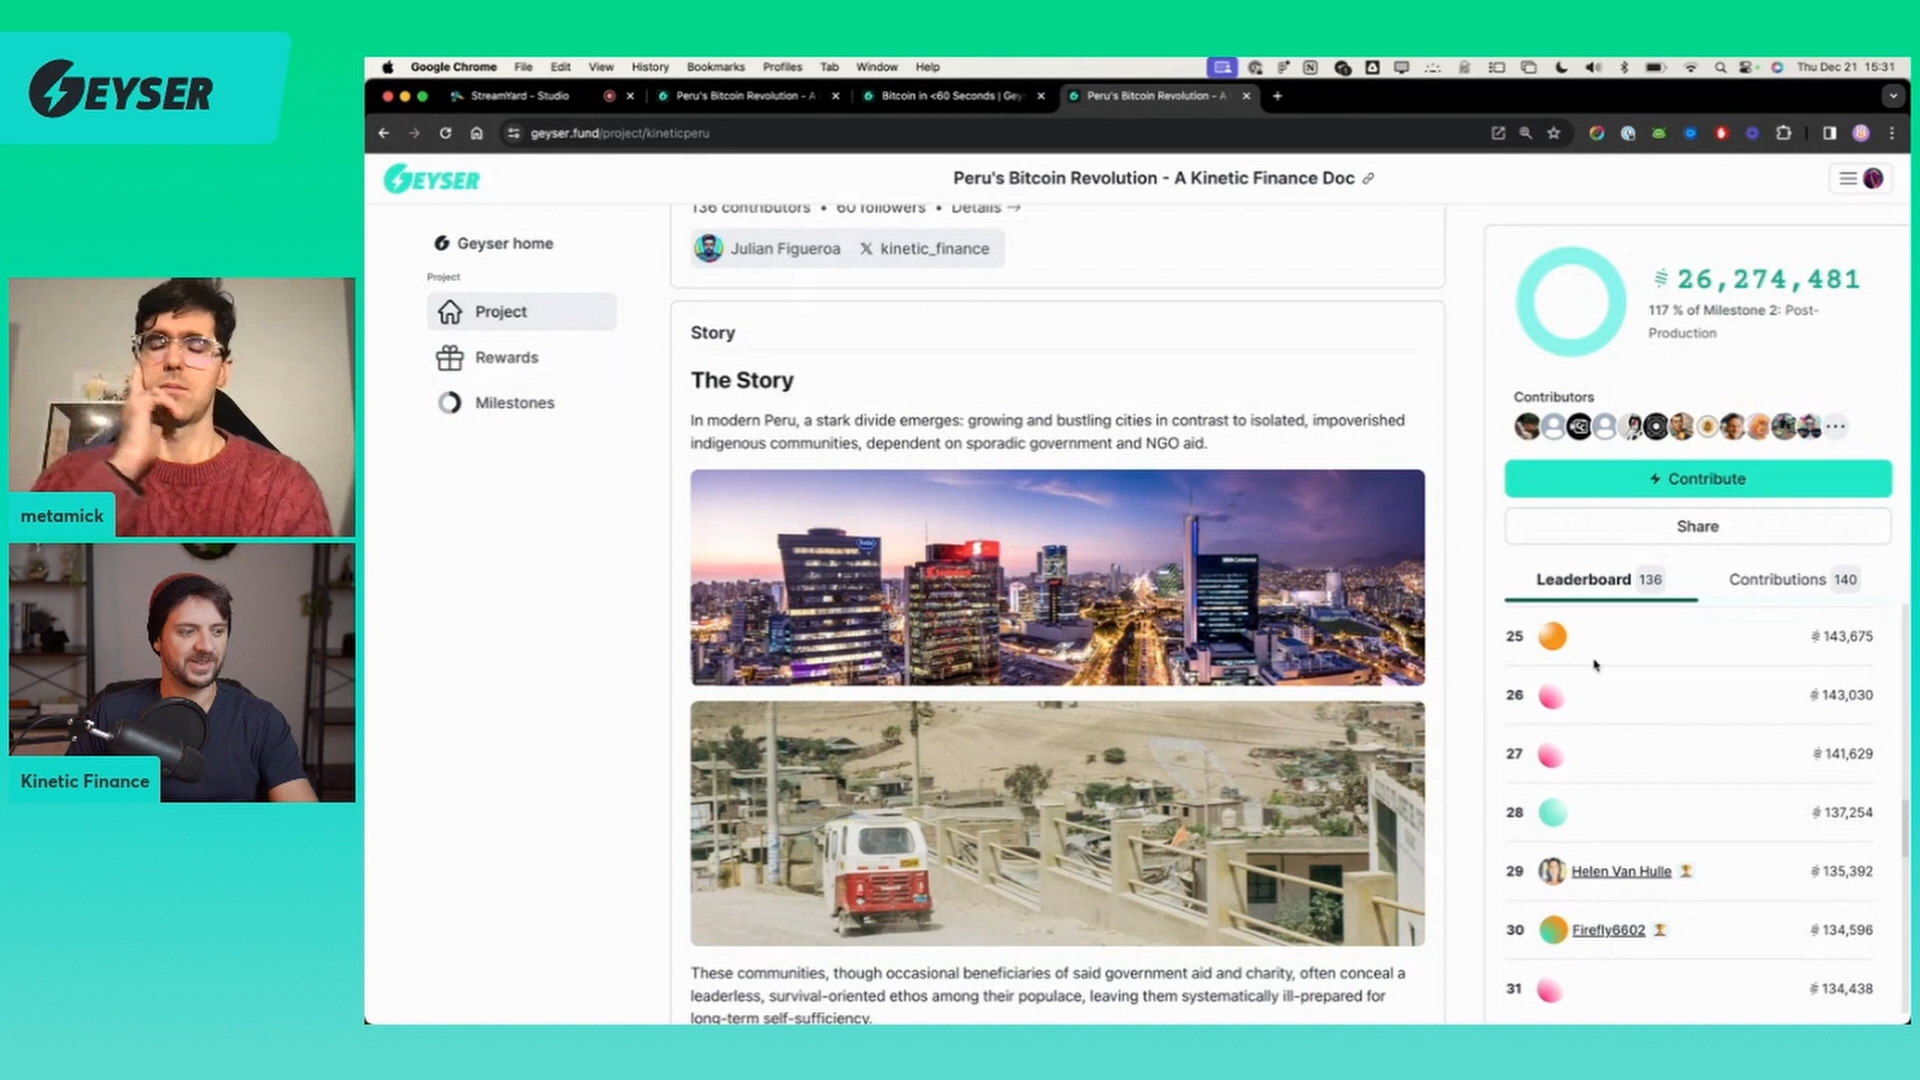 GEYSER
metamick
Kinetic Finance
Google Chrome File Edit View History Bookmarks Profiles Tab Window Help
Thu Dec 21 15:31
StreamYard - Studio
Peru's Bitcoin Revolution - A
Bitcoin in <60 Seconds | Gey
Peru's Bitcoin Revolution - A
geyser.fund/project/kineticperu
GEYSER
Peru's Bitcoin Revolution - A Kinetic Finance Doc
Geyser home
Project
Project
Rewards
Milestones
136 contributors • 60 followers • Details →
Julian Figueroa X kinetic_finance
Story
The Story
In modern Peru, a stark divide emerges: growing and bustling cities in contrast to isolated, impoverished
indigenous communities, dependent on sporadic government and NGO aid.
These communities, though occasional beneficiaries of said government aid and charity, often conceal a
leaderless, survival-oriented ethos among their populace, leaving them systematically ill-prepared for
long-term self-sufficiency.
26,274,481
117 % of Milestone 2: Post-
Production
Contributors
Contribute
Share
Leaderboard 136
Contributions 140
25 143,675
26 143,030
27 141,629
28 137,254
29 Helen Van Hulle 135,392
30 Firefly6602 134,596
31 134,438